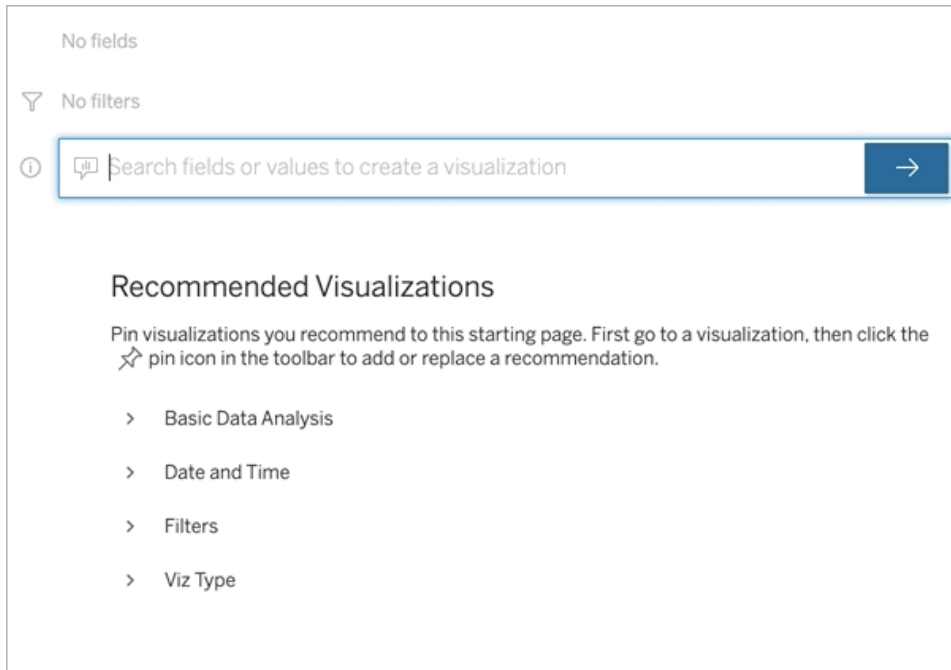 No fields
No filters
Search fields or values to create a visualization
Recommended Visualizations
Pin visualizations you recommend to this starting page. First go to a visualization, then click the
pin icon in the toolbar to add or replace a recommendation.
Basic Data Analysis
Date and Time
Filters
Viz Type